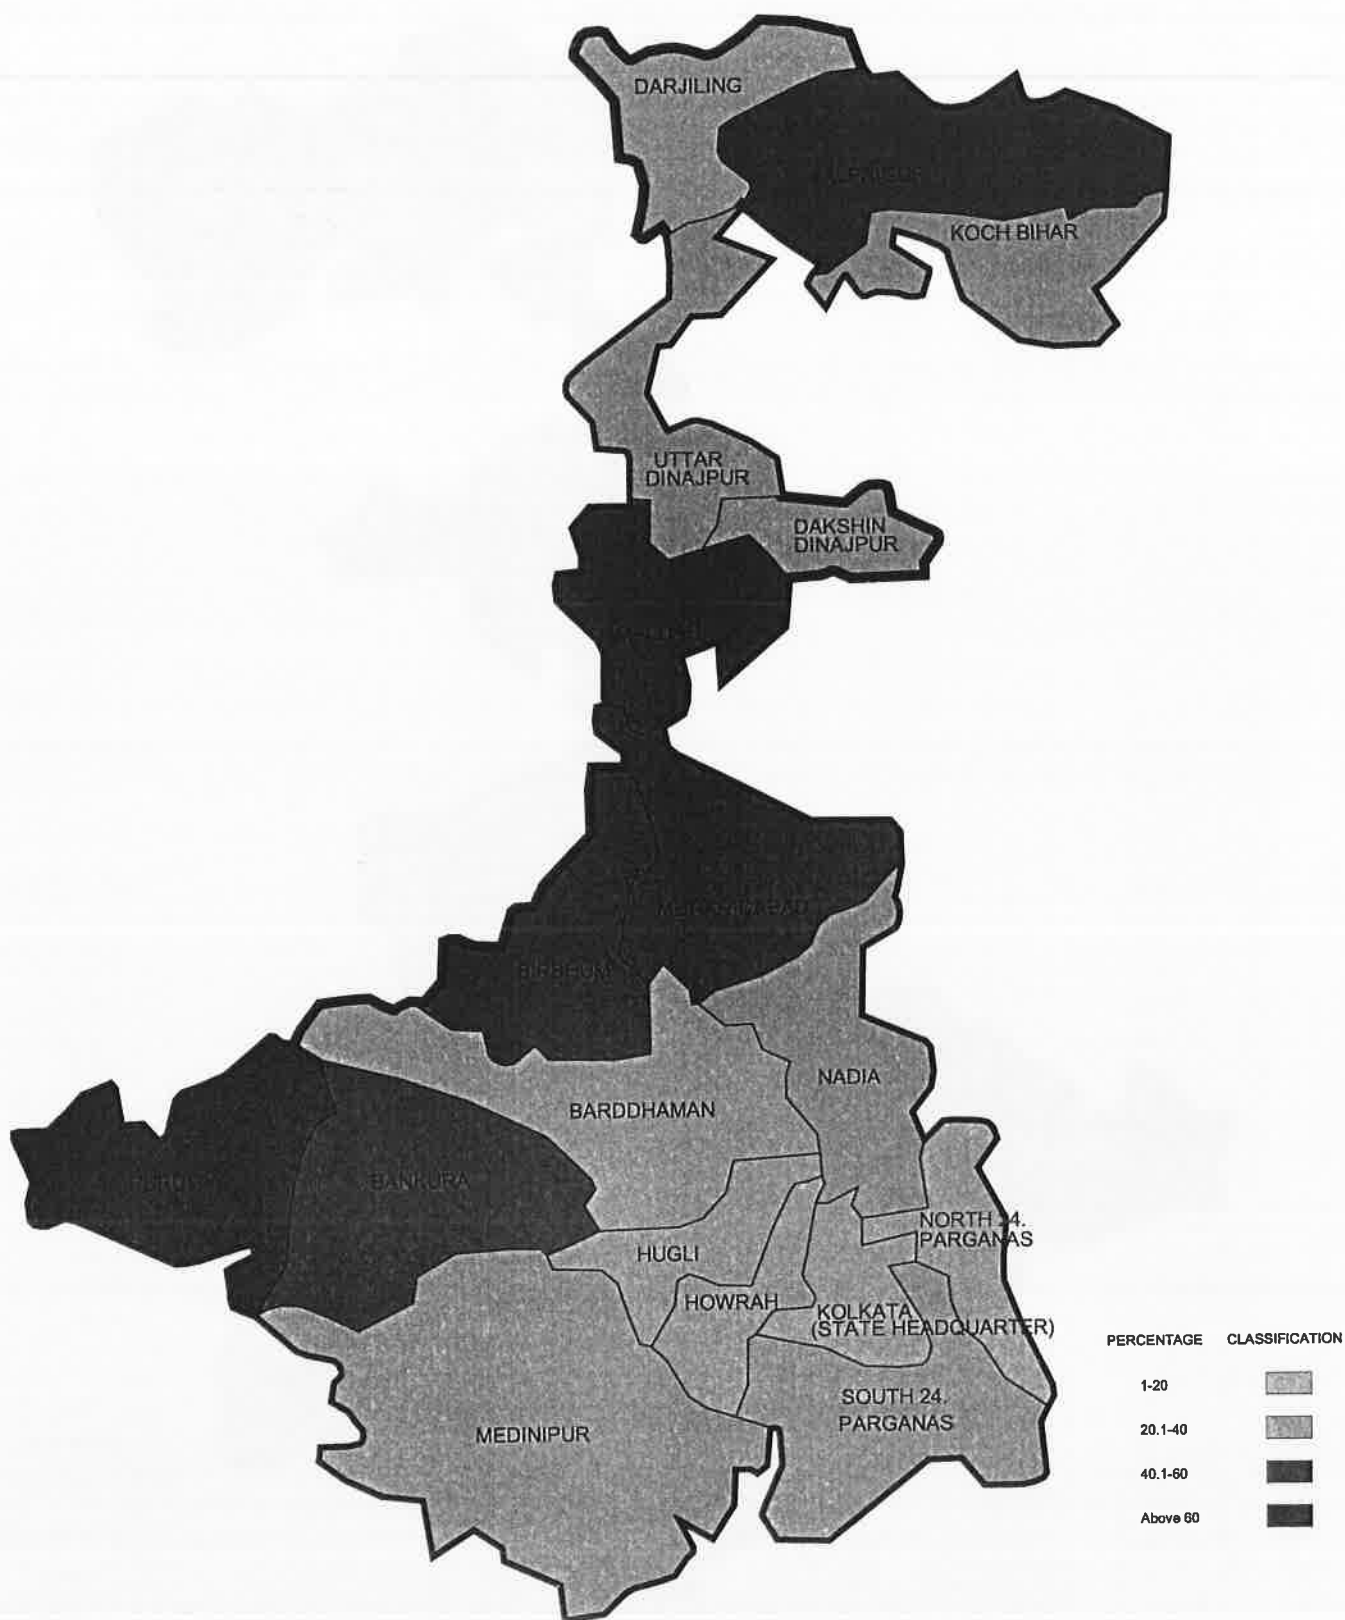 DARJILING
KOCH BIHAR
UTTAR
DINAJPUR
DAKSHIN
DINAJPUR
BIRBHUM
NADIA
BARDDHAMAN
BANKURA
NORTH 24.
PARGANAS
HUGLI
HOWRAH
KOLKATA
(STATE HEADQUARTER)
SOUTH 24.
PARGANAS
MEDINIPUR
PERCENTAGE CLASSIFICATION
1-20
20.1-40
40.1-60
Above 60